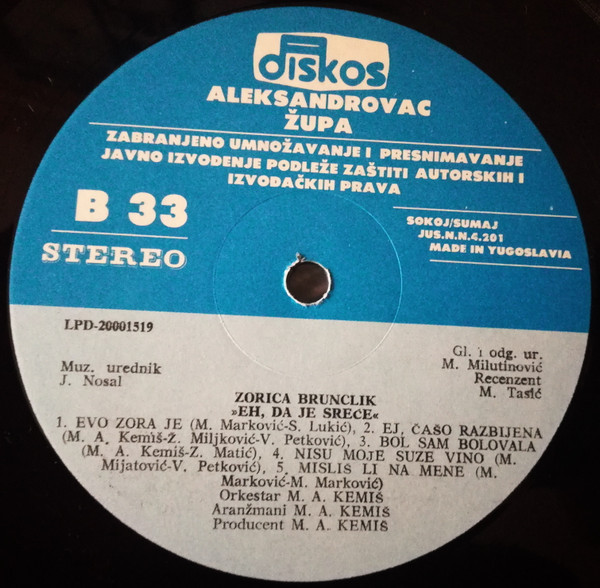 diskos
ALEKSANDROVAC
ŽUPA
ZABRANJENO UMNOŽAVANJE I PRESNIMAVANJE
JAVNO IZVOĐENJE PODLEŽE ZAŠTITI AUTORSKIH I
IZVOĐAČKIH PRAVA
B 33
STEREO
SOKOJ/SUMAJ
JUS.N.N.4.201
MADE IN YUGOSLAVIA
LPD-20001519
Muz. urednik
J. Nosal
Gl. i odg. ur.
M. Milutinović
Recenzent
M. Tasić
ZORICA BRUNCLIK
»EH, DA JE SREĆE«
1. EVO ZORA JE (M. Marković-S. Lukić), 2. EJ, ČAŠO RAZBIJENA
(M. A. Kemiš-Ž. Miljković-V. Petković), 3. BOL SAM BOLOVALA
(M. A. Kemiš-Z. Matić), 4. NISU MOJE SUZE VINO (M.
Mijatović-V. Petković), 5. MISLIŠ LI NA MENE (M.
Marković-M. Marković)
Orkestar M. A. KEMIŠ
Aranžmani M. A. KEMIŠ
Producent M. A. KEMIŠ